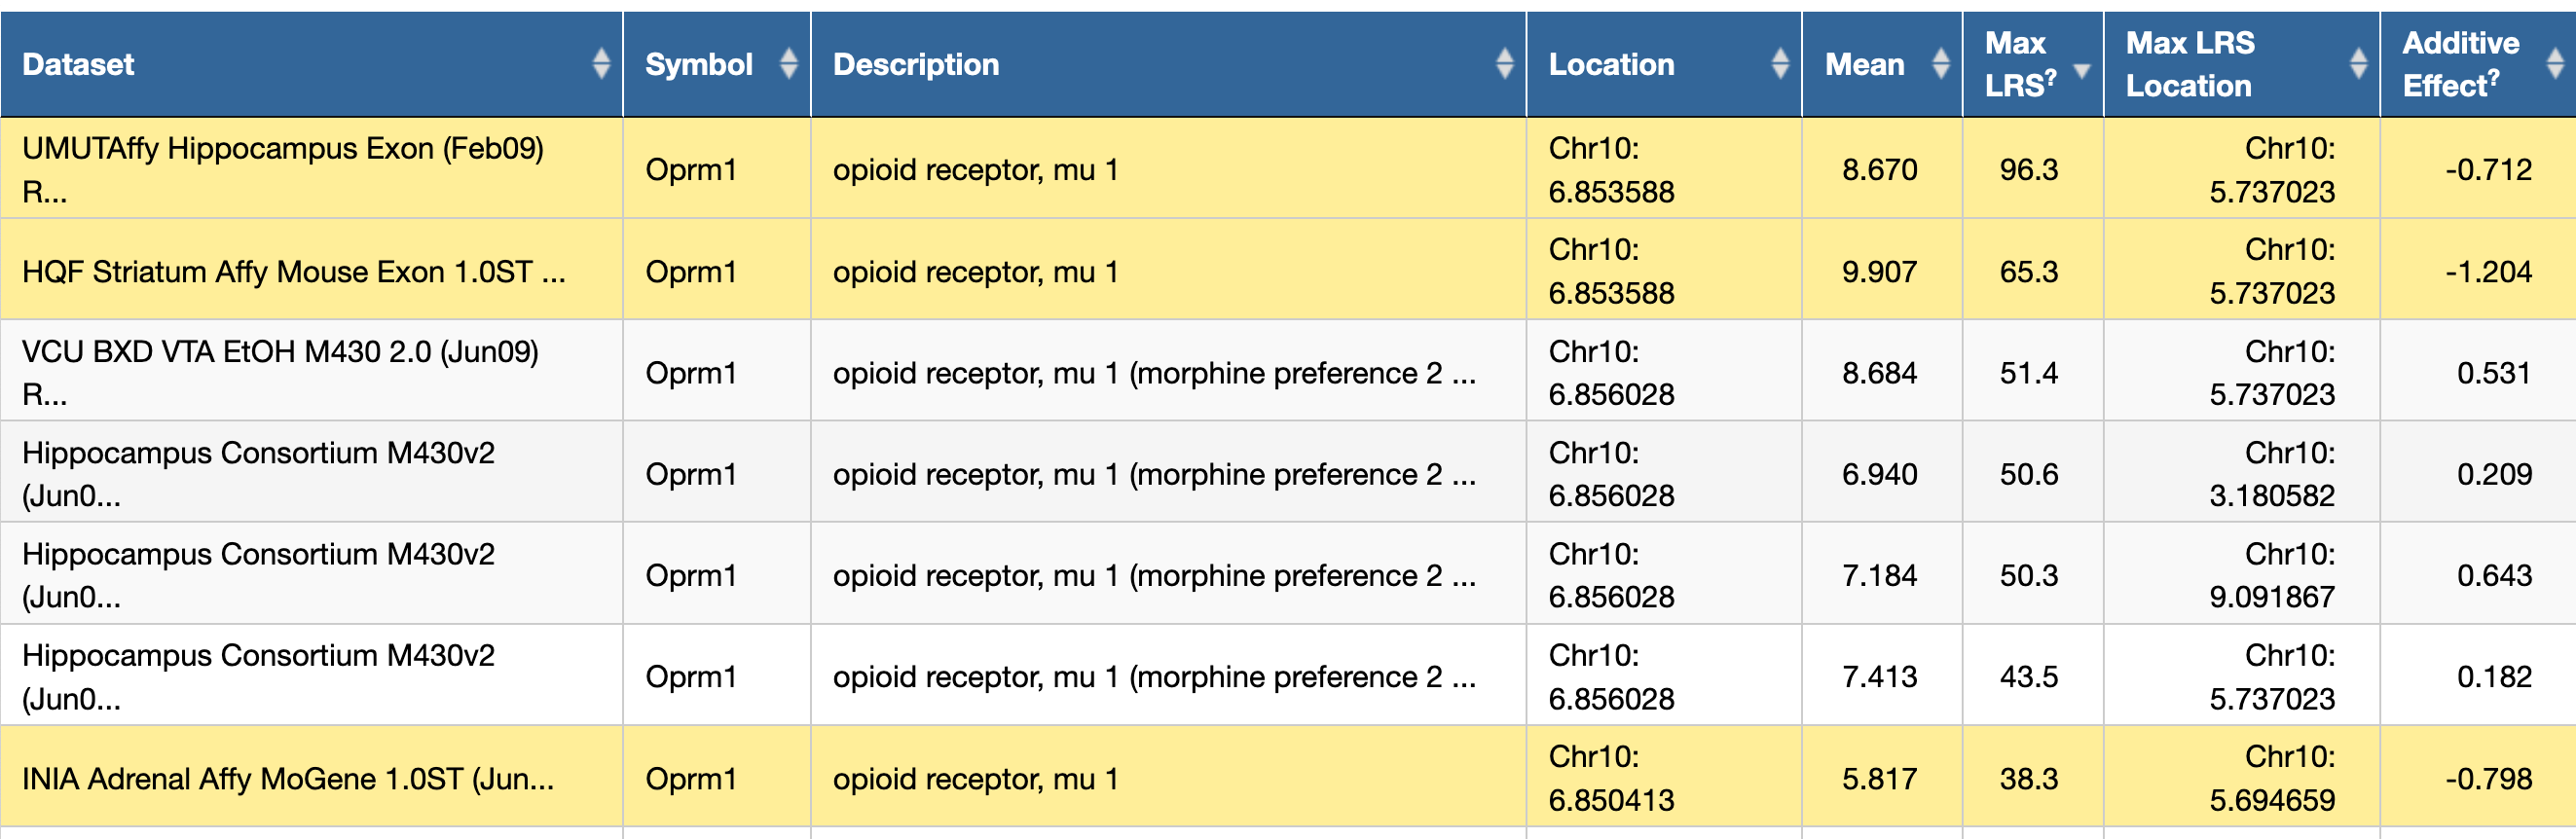 Dataset Symbol Description Location Mean Max LRS? Max LRS Location Additive Effect?
UMUTAffy Hippocampus Exon (Feb09) R... Oprm1 opioid receptor, mu 1 Chr10: 6.853588 8.670 96.3 Chr10: 5.737023 -0.712
HQF Striatum Affy Mouse Exon 1.0ST ... Oprm1 opioid receptor, mu 1 Chr10: 6.853588 9.907 65.3 Chr10: 5.737023 -1.204
VCU BXD VTA EtOH M430 2.0 (Jun09) R... Oprm1 opioid receptor, mu 1 (morphine preference 2 ... Chr10: 6.856028 8.684 51.4 Chr10: 5.737023 0.531
Hippocampus Consortium M430v2 (Jun0... Oprm1 opioid receptor, mu 1 (morphine preference 2 ... Chr10: 6.856028 6.940 50.6 Chr10: 3.180582 0.209
Hippocampus Consortium M430v2 (Jun0... Oprm1 opioid receptor, mu 1 (morphine preference 2 ... Chr10: 6.856028 7.184 50.3 Chr10: 9.091867 0.643
Hippocampus Consortium M430v2 (Jun0... Oprm1 opioid receptor, mu 1 (morphine preference 2 ... Chr10: 6.856028 7.413 43.5 Chr10: 5.737023 0.182
INIA Adrenal Affy MoGene 1.0ST (Jun... Oprm1 opioid receptor, mu 1 Chr10: 6.850413 5.817 38.3 Chr10: 5.694659 -0.798